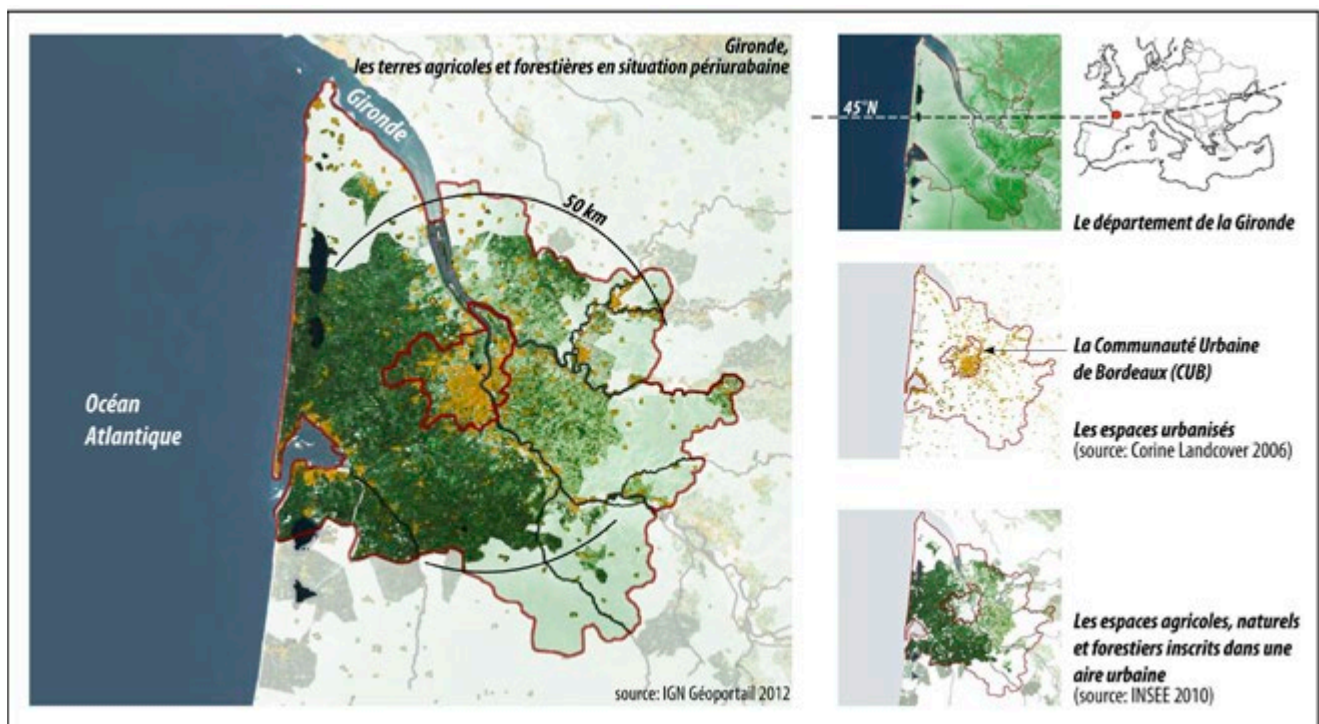 Gironde,
les terres agricoles et forestières en situation périurabaine
Gironde
50 km
Océan
Atlantique
source: IGN Géoportail 2012
45°N
Le département de la Gironde
La Communauté Urbaine
de Bordeaux (CUB)
Les espaces urbanisés
(source: Corine Landcover 2006)
Les espaces agricoles, naturels
et forestiers inscrits dans une
aire urbaine
(source: INSEE 2010)